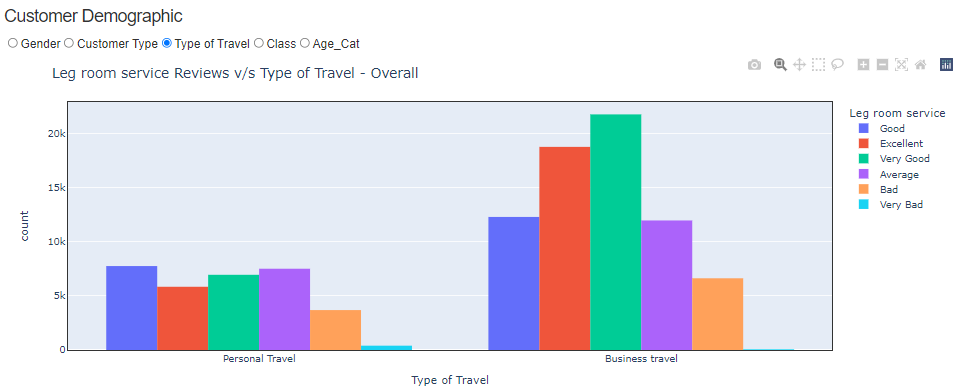 Customer Demographic
Gender Customer Type Type of Travel Class Age_Cat
Leg room service Reviews v/s Type of Travel - Overall
Leg room service
Good
Excellent
Very Good
Average
Bad
Very Bad
20k
15k
10k
5k
0
count
Personal Travel Business travel
Type of Travel